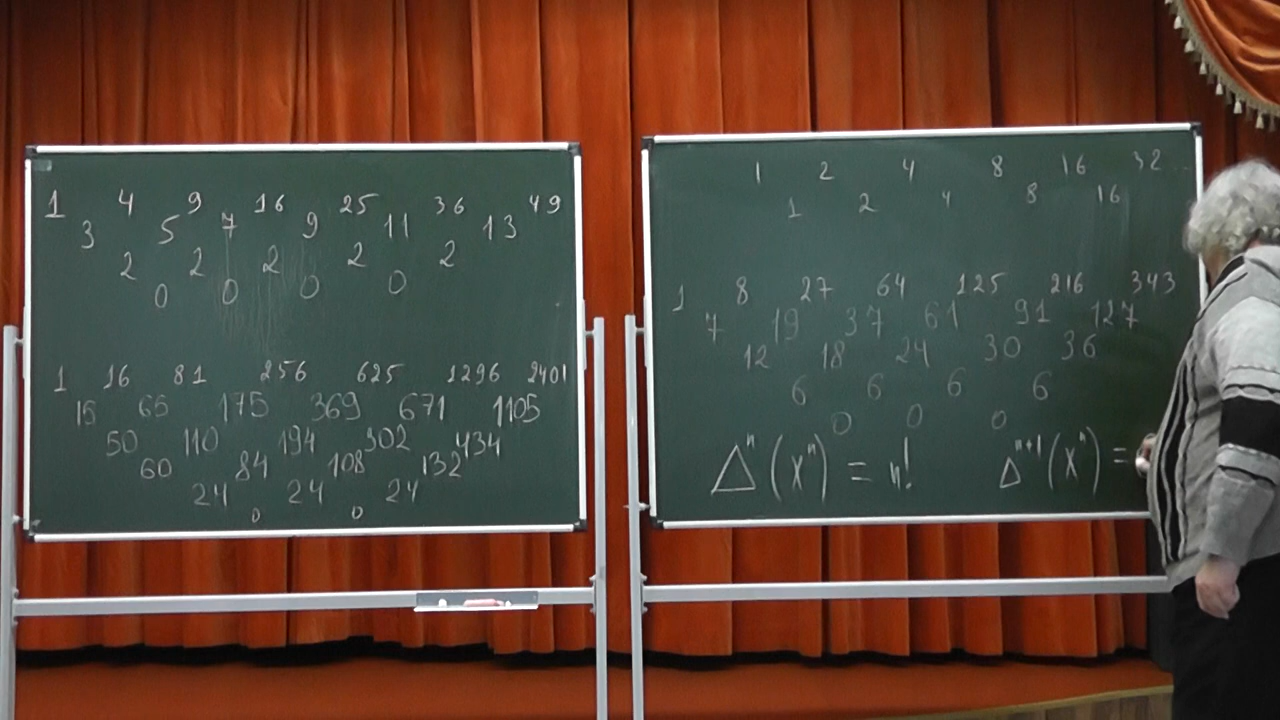 1 4 9 16 25 36 49
3 5 7 9 11 13
2 2 2 2 2
0 0 0 0
1 16 81 256 625 1296 2401
15 65 175 369 671 1105
50 110 194 302 434
60 84 108 132
24 24 24
0 0
1 2 4 8 16 32 ...
1 2 4 8 16
1 8 27 64 125 216 343
7 19 37 61 91 127
12 18 24 30 36
6 6 6 6
0 0 0
Δⁿ(xⁿ) = n! Δⁿ⁺¹(xⁿ) =